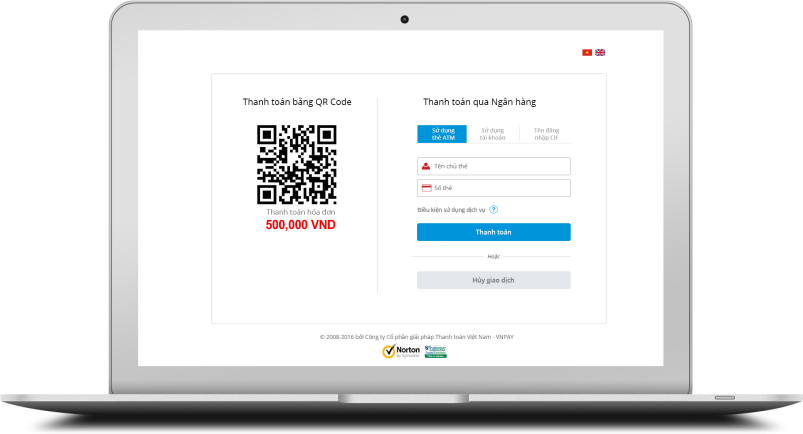 Thanh toán bằng QR Code
Thanh toán hóa đơn
500,000 VND
Thanh toán qua Ngân hàng
Sử dụng
thẻ ATM
Sử dụng
tài khoản
Tên đăng
nhập CIF
Tên chủ thẻ
Số thẻ
Điều kiện sử dụng dịch vụ ?
Thanh toán
Hoặc
Hủy giao dịch
© 2008-2016 bởi Công ty Cổ phần giải pháp Thanh toán Việt Nam - VNPAY
Norton